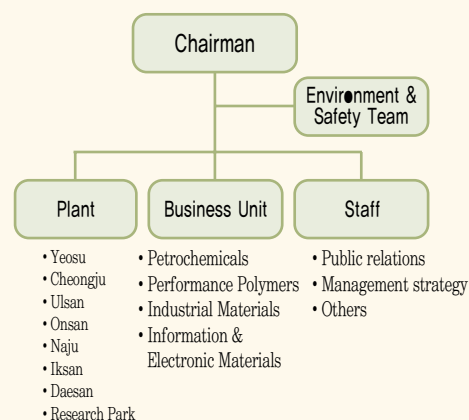 Chairman
Environment &
Safety Team
Plant
• Yeosu
• Cheongju
• Ulsan
• Onsan
• Naju
• Iksan
• Daesan
• Research Park
Business Unit
• Petrochemicals
• Performance Polymers
• Industrial Materials
• Information &
Electronic Materials
Staff
• Public relations
• Management strategy
• Others